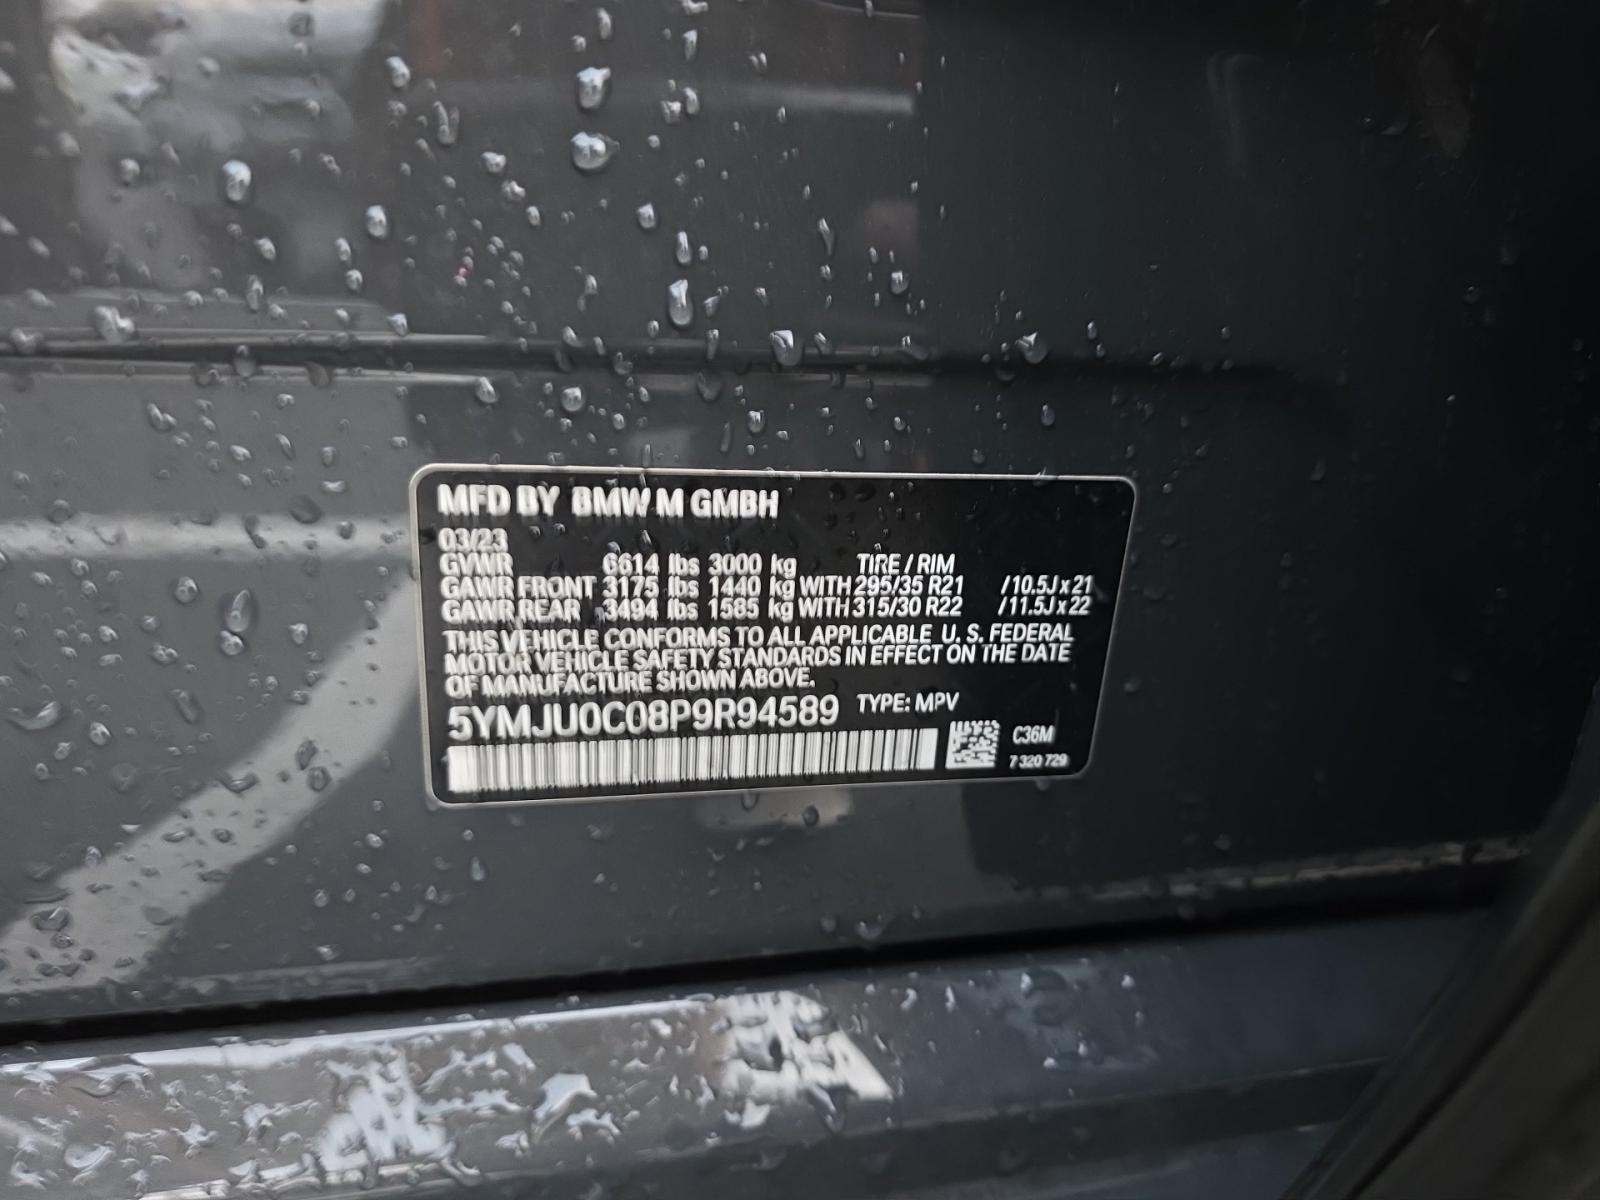 MFD BY BMW M GMBH
03/23
GVWR 6614 lbs 3000 kg TIRE / RIM
GAWR FRONT 3175 lbs 1440 kg WITH 295/35 R21 /10.5J x 21
GAWR REAR 3494 lbs 1585 kg WITH 315/30 R22 /11.5J x 22
THIS VEHICLE CONFORMS TO ALL APPLICABLE U. S. FEDERAL
MOTOR VEHICLE SAFETY STANDARDS IN EFFECT ON THE DATE
OF MANUFACTURE SHOWN ABOVE.
5YMJU0C08P9R94589 TYPE: MPV
C36M
7 320 729